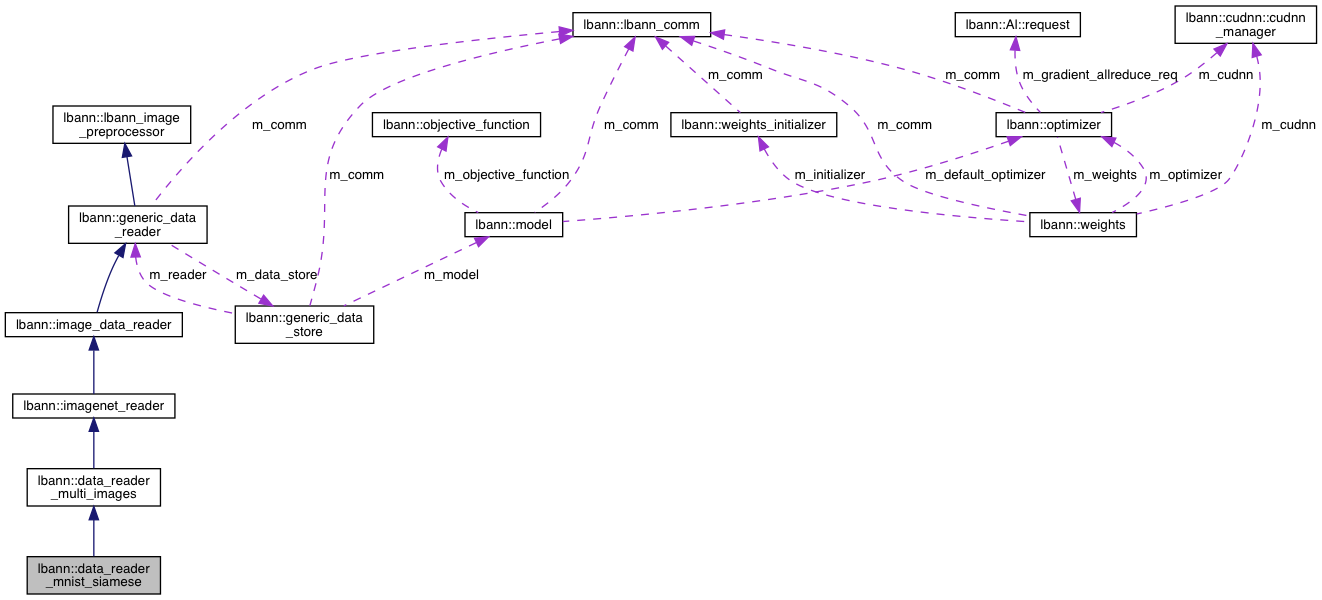 lbann::lbann_comm
lbann::Al::request
lbann::cudnn::cudnn
_manager
m_comm
m_gradient_allreduce_req
m_cudnn
lbann::lbann_image
_preprocessor
m_comm
lbann::objective_function
m_comm
lbann::weights_initializer
m_comm
lbann::optimizer
m_cudnn
m_comm
m_comm
m_objective_function
m_initializer
m_default_optimizer
m_weights
m_optimizer
lbann::generic_data
_reader
lbann::model
lbann::weights
m_reader
m_data_store
m_model
lbann::image_data_reader
lbann::generic_data
_store
lbann::imagenet_reader
lbann::data_reader
_multi_images
lbann::data_reader
_mnist_siamese